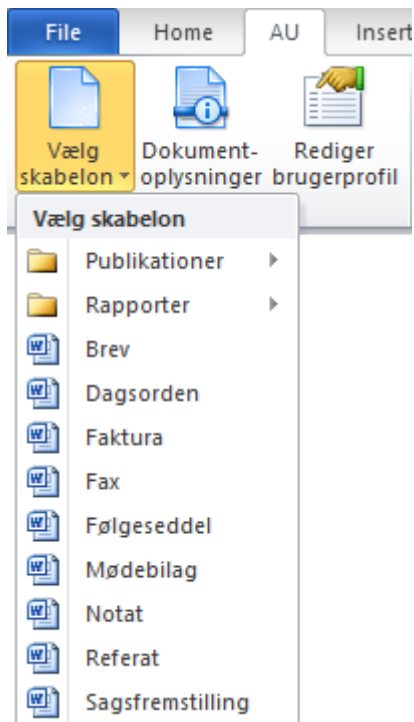 File Home AU Insert
Vælg skabelon
Dokument-oplysninger
Rediger brugerprofil
Vælg skabelon
Publikationer
Rapporter
Brev
Dagsorden
Faktura
Fax
Følgeseddel
Mødebilag
Notat
Referat
Sagsfremstilling